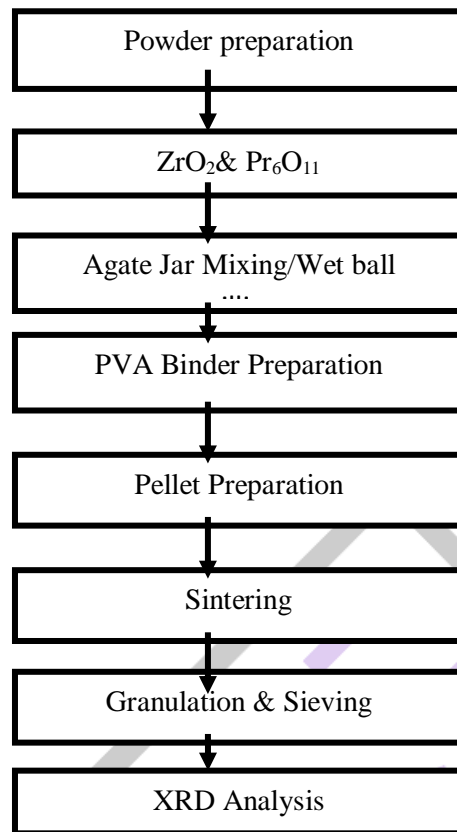 Powder preparation
ZrO₂& Pr₆O₁₁
Agate Jar Mixing/Wet ball
....
PVA Binder Preparation
Pellet Preparation
Sintering
Granulation & Sieving
XRD Analysis